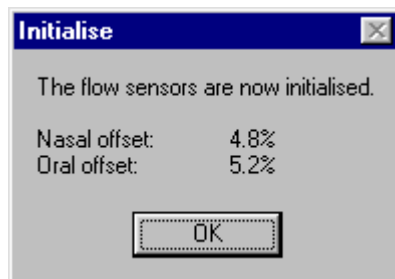 Initialise
The flow sensors are now initialised.
Nasal offset: 4.8%
Oral offset: 5.2%
OK